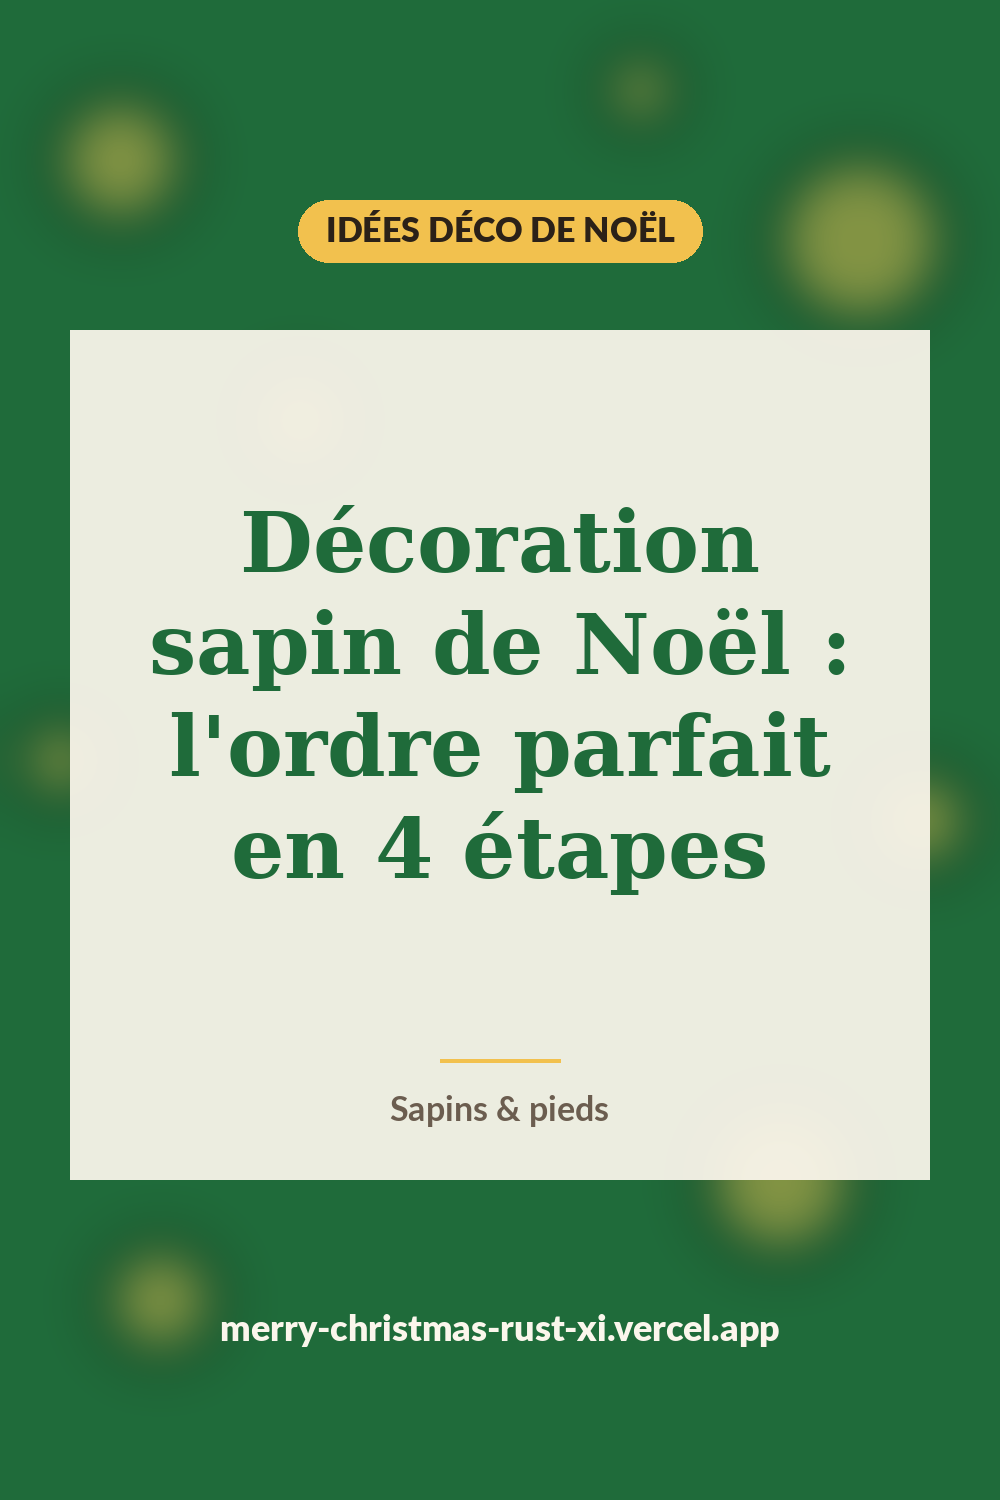 IDÉES DÉCO DE NOËL
Décoration
sapin de Noël :
l'ordre parfait
en 4 étapes
Sapins & pieds
merry-christmas-rust-xi.vercel.app